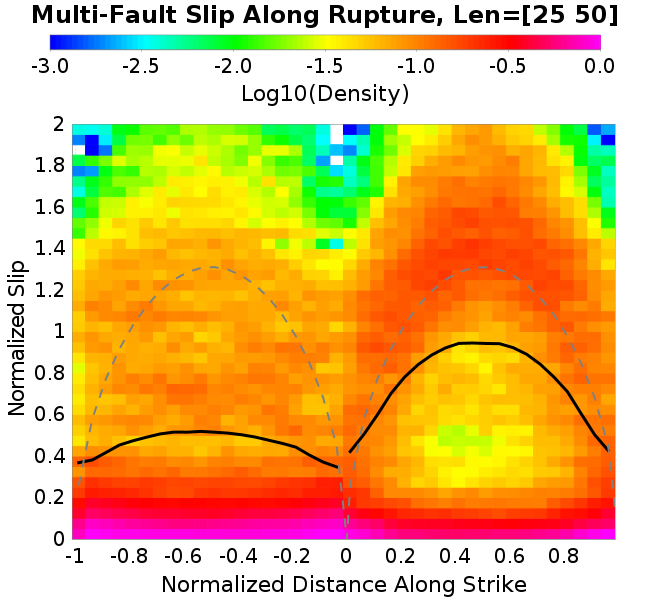 Multi-Fault Slip Along Rupture, Len=[25 50]
-3.0 -2.5 -2.0 -1.5 -1.0 -0.5 0.0
Log10(Density)
2
1.8
1.6
1.4
1.2
1
0.8
0.6
0.4
0.2
0
Normalized Slip
-1 -0.8 -0.6 -0.4 -0.2 0 0.2 0.4 0.6 0.8
Normalized Distance Along Strike